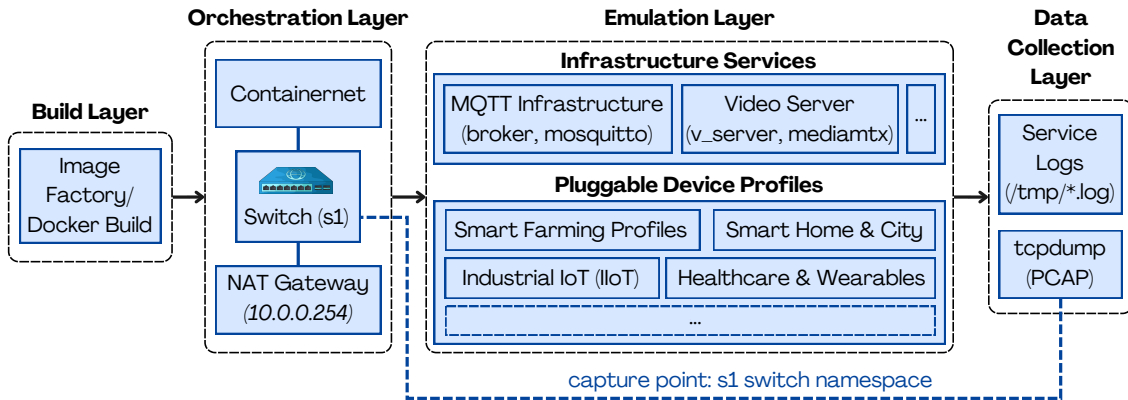 Build Layer
Image
Factory/
Docker Build
Orchestration Layer
Containernet
Switch (s1)
NAT Gateway
(10.0.0.254)
Emulation Layer
Infrastructure Services
MQTT Infrastructure
(broker, mosquitto)
Video Server
(v_server, mediamtx)
...
Pluggable Device Profiles
Smart Farming Profiles
Smart Home & City
Industrial IoT (IIoT)
Healthcare & Wearables
...
Data
Collection
Layer
Service
Logs
(/tmp/*.log)
tcpdump
(PCAP)
capture point: s1 switch namespace